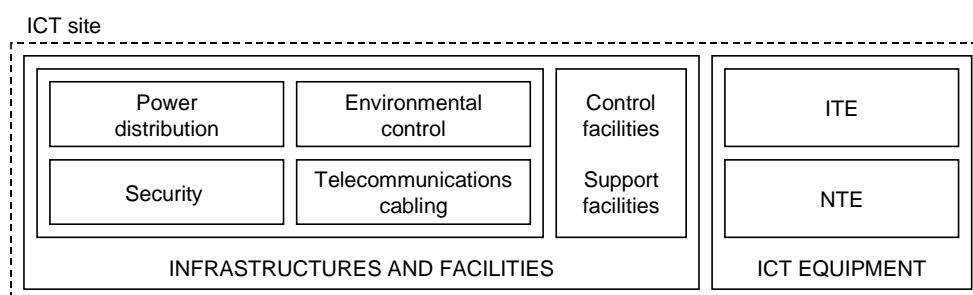 ICT site
Power
distribution
Environmental
control
Control
facilities
ITE
Security
Telecommunications
cabling
Support
facilities
NTE
INFRASTRUCTURES AND FACILITIES
ICT EQUIPMENT